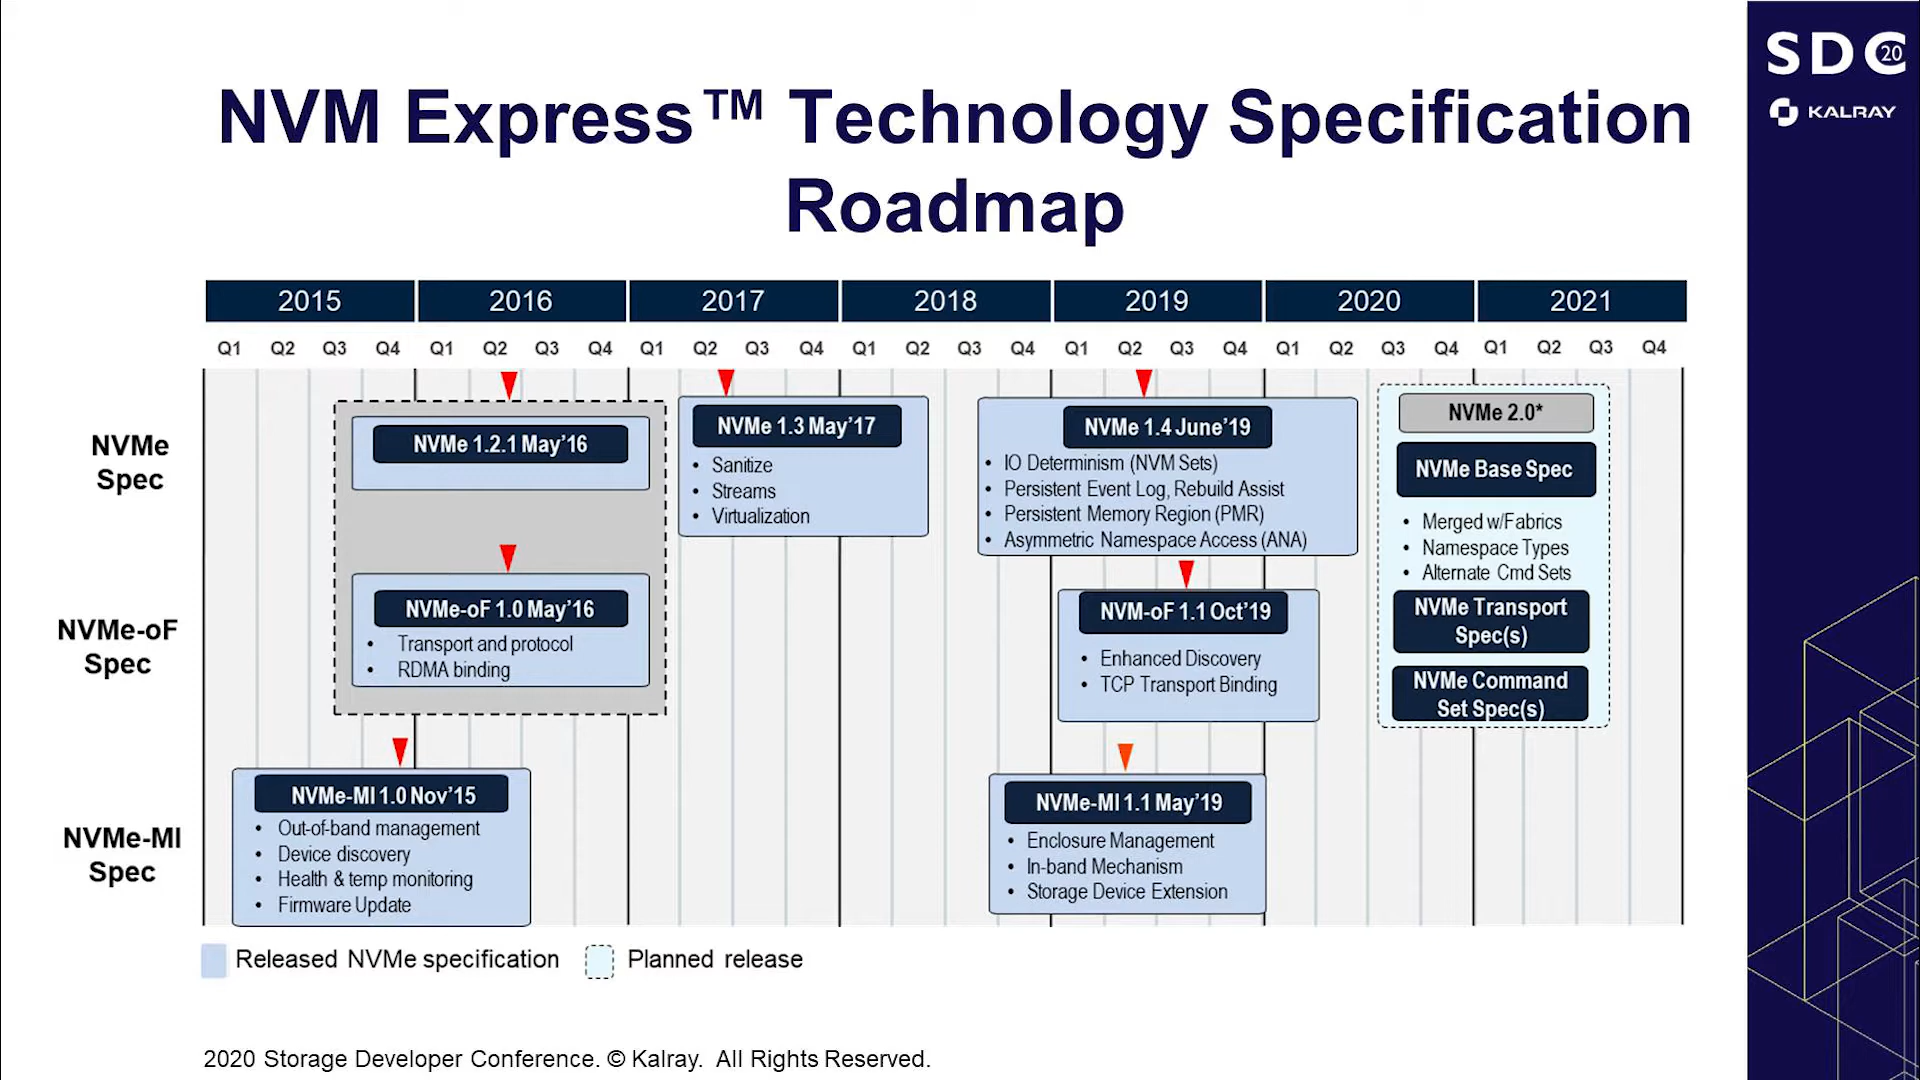 SDC 20
KALRAY
NVM Express™ Technology Specification
Roadmap
2015 2016 2017 2018 2019 2020 2021
Q1 Q2 Q3 Q4 Q1 Q2 Q3 Q4 Q1 Q2 Q3 Q4 Q1 Q2 Q3 Q4 Q1 Q2 Q3 Q4 Q1 Q2 Q3 Q4 Q1 Q2 Q3 Q4
NVMe
Spec
NVMe 1.2.1 May’16
NVMe 1.3 May’17
• Sanitize
• Streams
• Virtualization
NVMe 1.4 June’19
• IO Determism (NVM Sets)
• Persistent Event Log, Rebuild Assist
• Persistent Memory Region (PMR)
• Asymmetric Namespace Access (ANA)
NVMe 2.0*
NVMe Base Spec
• Merged w/Fabrics
• Namespace Types
• Alternate Cmd Sets
NVMe Transport
Spec(s)
NVMe Command
Set Spec(s)
NVMe-oF
Spec
NVMe-oF 1.0 May’16
• Transport and protocol
• RDMA binding
NVM-oF 1.1 Oct’19
• Enhanced Discovery
• TCP Transport Binding
NVMe-MI
Spec
NVMe-MI 1.0 Nov’15
• Out-of-band management
• Device discovery
• Health & temp monitoring
• Firmware Update
NVMe-MI 1.1 May’19
• Enclosure Management
• In-band Mechanism
• Storage Device Extension
Released NVMe specification
Planned release
2020 Storage Developer Conference. © Kalray. All Rights Reserved.